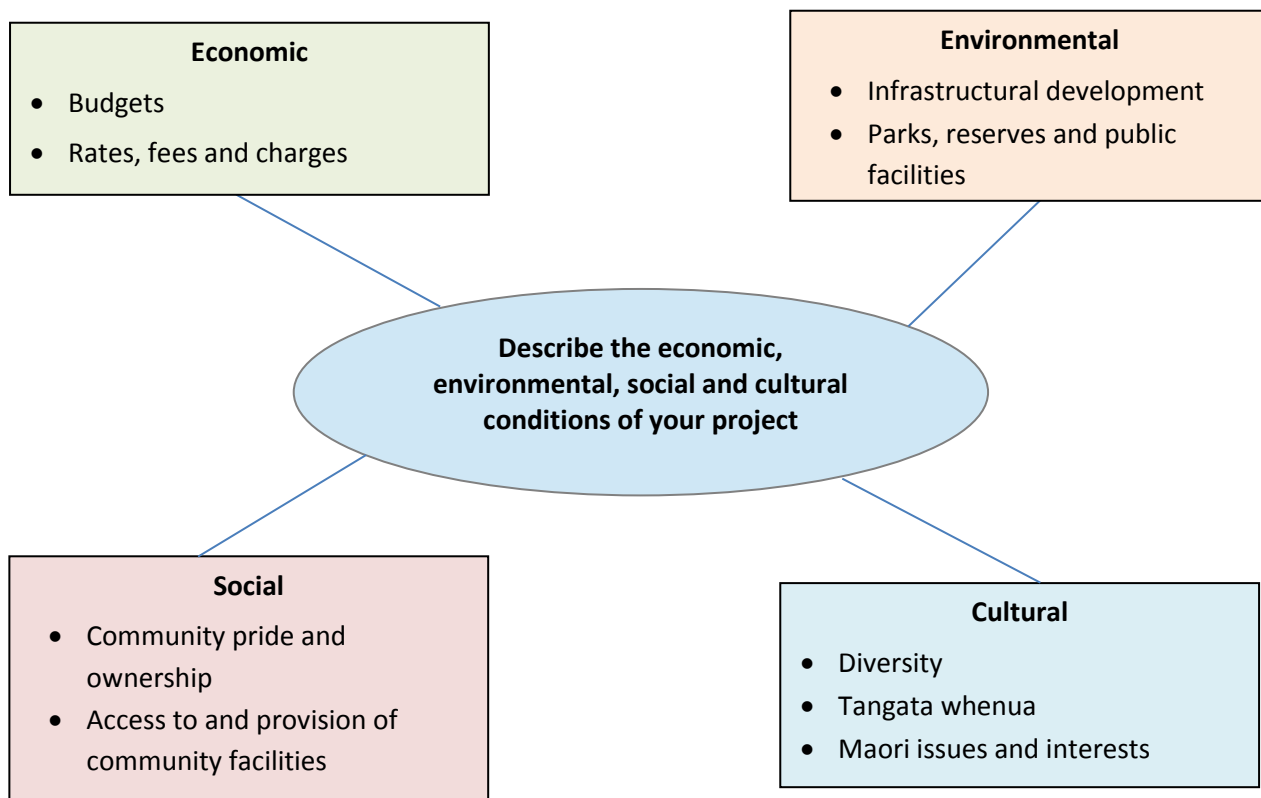 Economic
• Budgets
• Rates, fees and charges
Environmental
• Infrastructural development
• Parks, reserves and public
facilities
Describe the economic,
environmental, social and cultural
conditions of your project
Social
• Community pride and
ownership
• Access to and provision of
community facilities
Cultural
• Diversity
• Tangata whenua
• Maori issues and interests